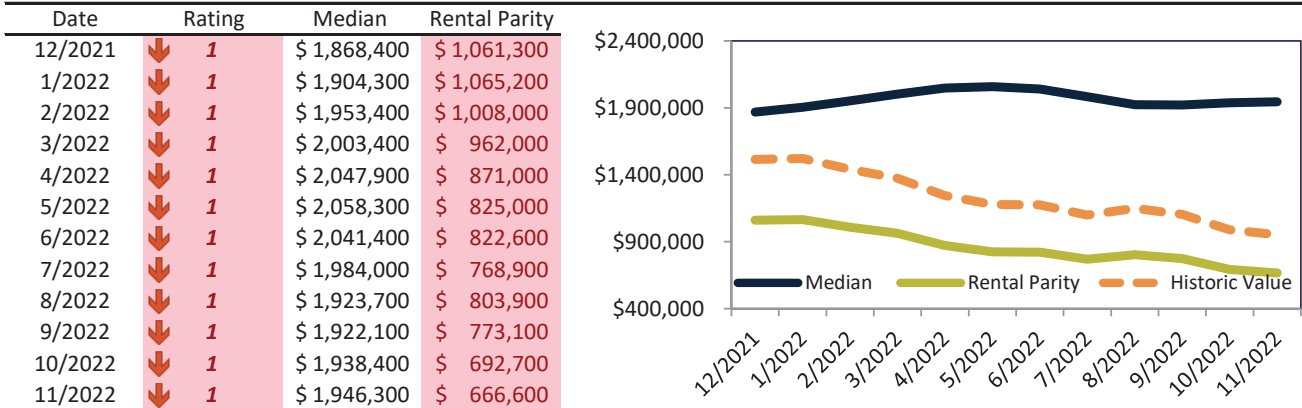 Date Rating Median Rental Parity
12/2021 1 $ 1,868,400 $ 1,061,300
1/2022 1 $ 1,904,300 $ 1,065,200
2/2022 1 $ 1,953,400 $ 1,008,000
3/2022 1 $ 2,003,400 $ 962,000
4/2022 1 $ 2,047,900 $ 871,000
5/2022 1 $ 2,058,300 $ 825,000
6/2022 1 $ 2,041,400 $ 822,600
7/2022 1 $ 1,984,000 $ 768,900
8/2022 1 $ 1,923,700 $ 803,900
9/2022 1 $ 1,922,100 $ 773,100
10/2022 1 $ 1,938,400 $ 692,700
11/2022 1 $ 1,946,300 $ 666,600
$2,400,000
$1,900,000
$1,400,000
$900,000
$400,000
Median Rental Parity Historic Value
12/2021 1/2022 2/2022 3/2022 4/2022 5/2022 6/2022 7/2022 8/2022 9/2022 10/2022 11/2022